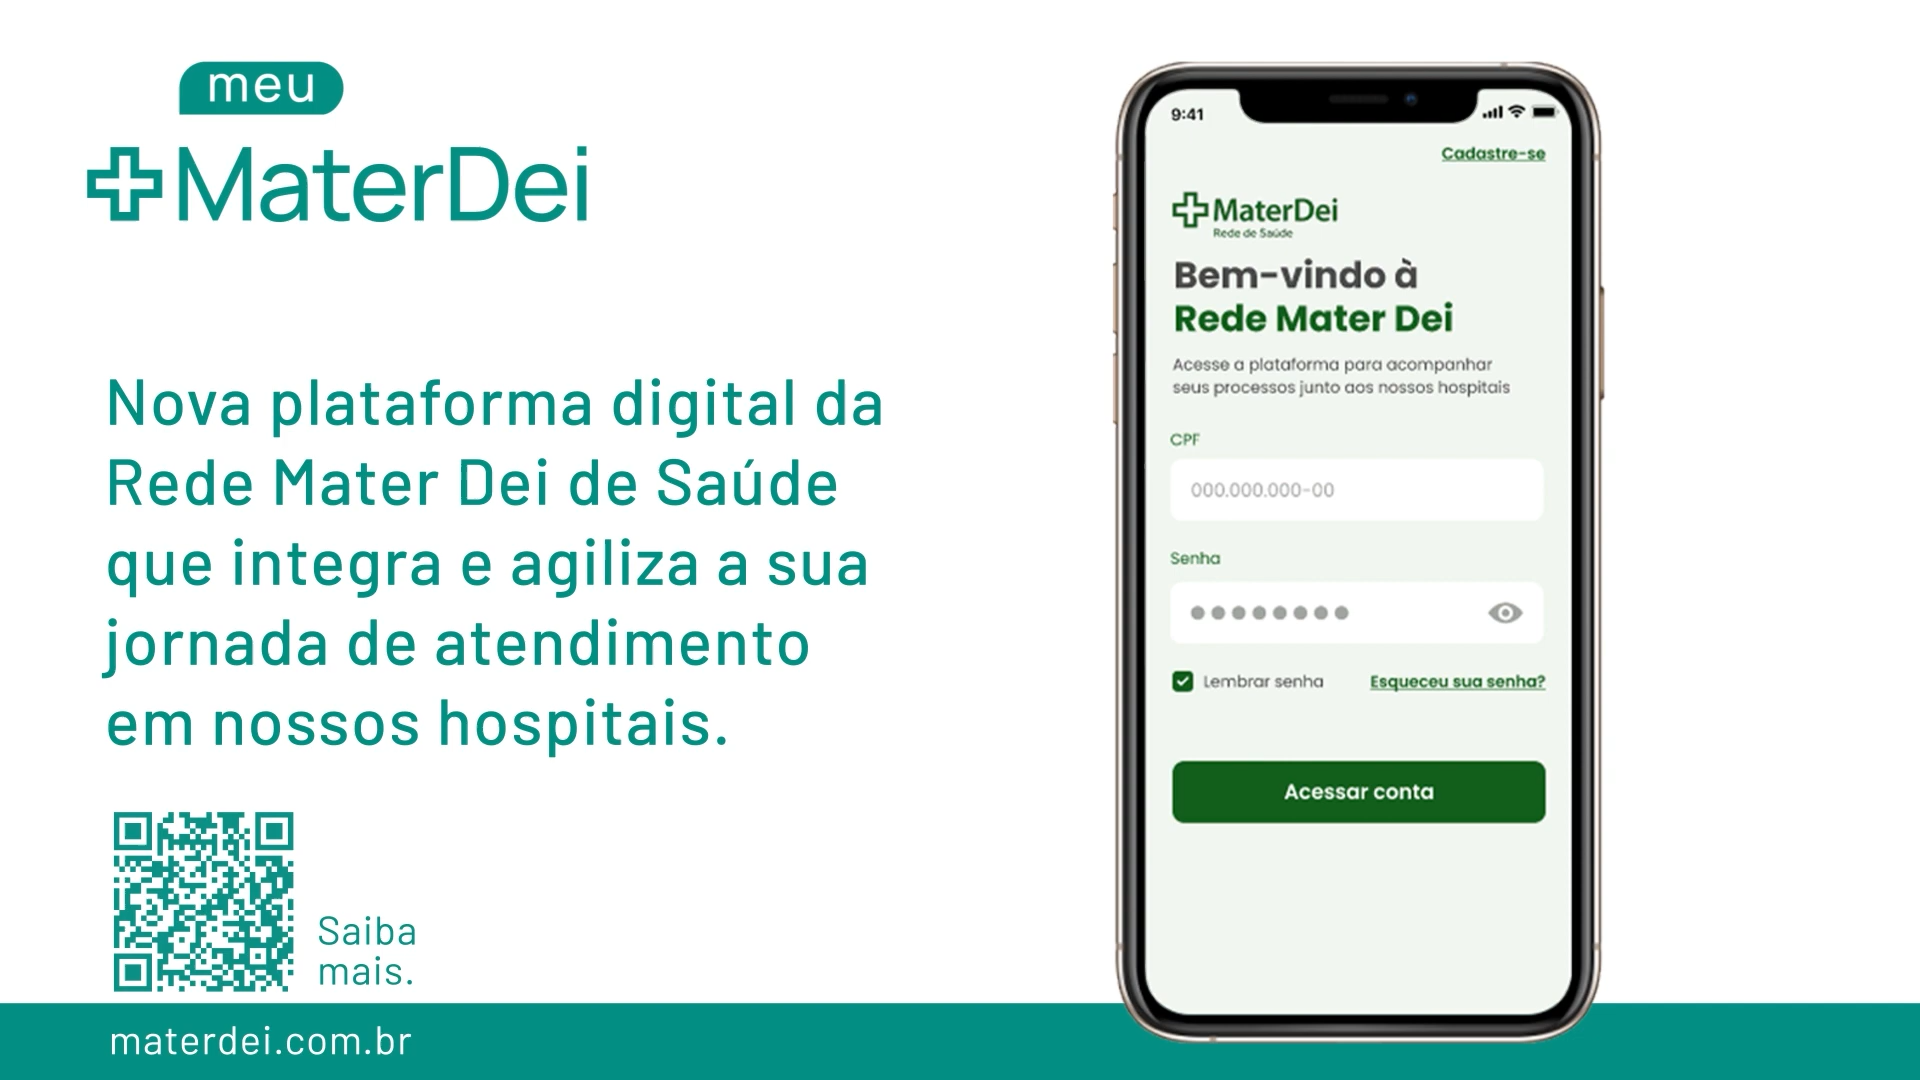 meu
MaterDei
Nova plataforma digital da
Rede Mater Dei de Saúde
que integra e agiliza a sua
jornada de atendimento
em nossos hospitais.
Saiba
mais.
materdei.com.br
9:41
Cadastre-se
MaterDei
Rede de Saúde
Bem-vindo à
Rede Mater Dei
Acesse a plataforma para acompanhar
seus processos junto aos nossos hospitais
CPF
000.000.000-00
Senha
Lembrar senha
Esqueceu sua senha?
Acessar conta